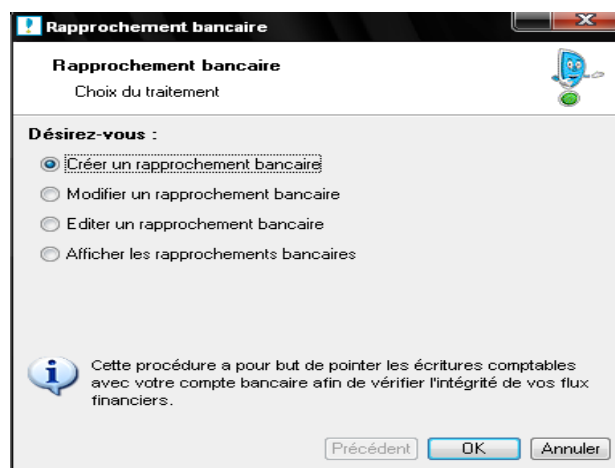 Rapprochement bancaire
Rapprochement bancaire
Choix du traitement
Désirez-vous :
Créer un rapprochement bancaire
Modifier un rapprochement bancaire
Editer un rapprochement bancaire
Afficher les rapprochements bancaires
Cette procédure a pour but de pointer les écritures comptables
avec votre compte bancaire afin de vérifier l'intégrité de vos flux
financiers.
Précédent OK Annuler